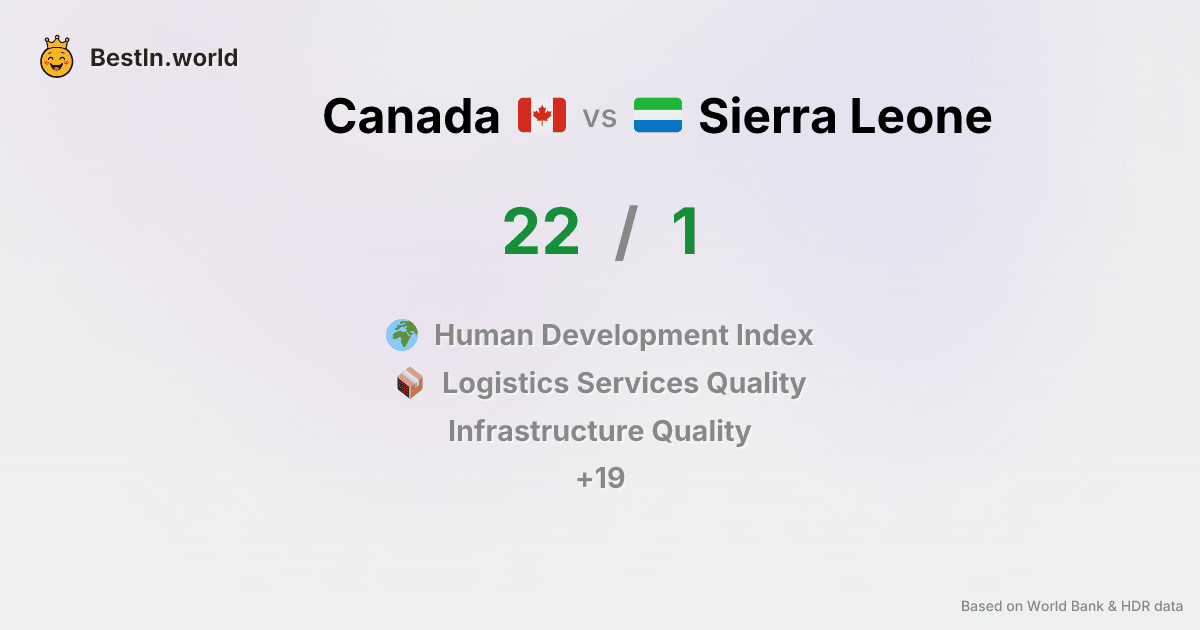 BestIn.world
Canada vs Sierra Leone
22 / 1
Human Development Index
Logistics Services Quality
Infrastructure Quality
+19
Based on World Bank & HDR data